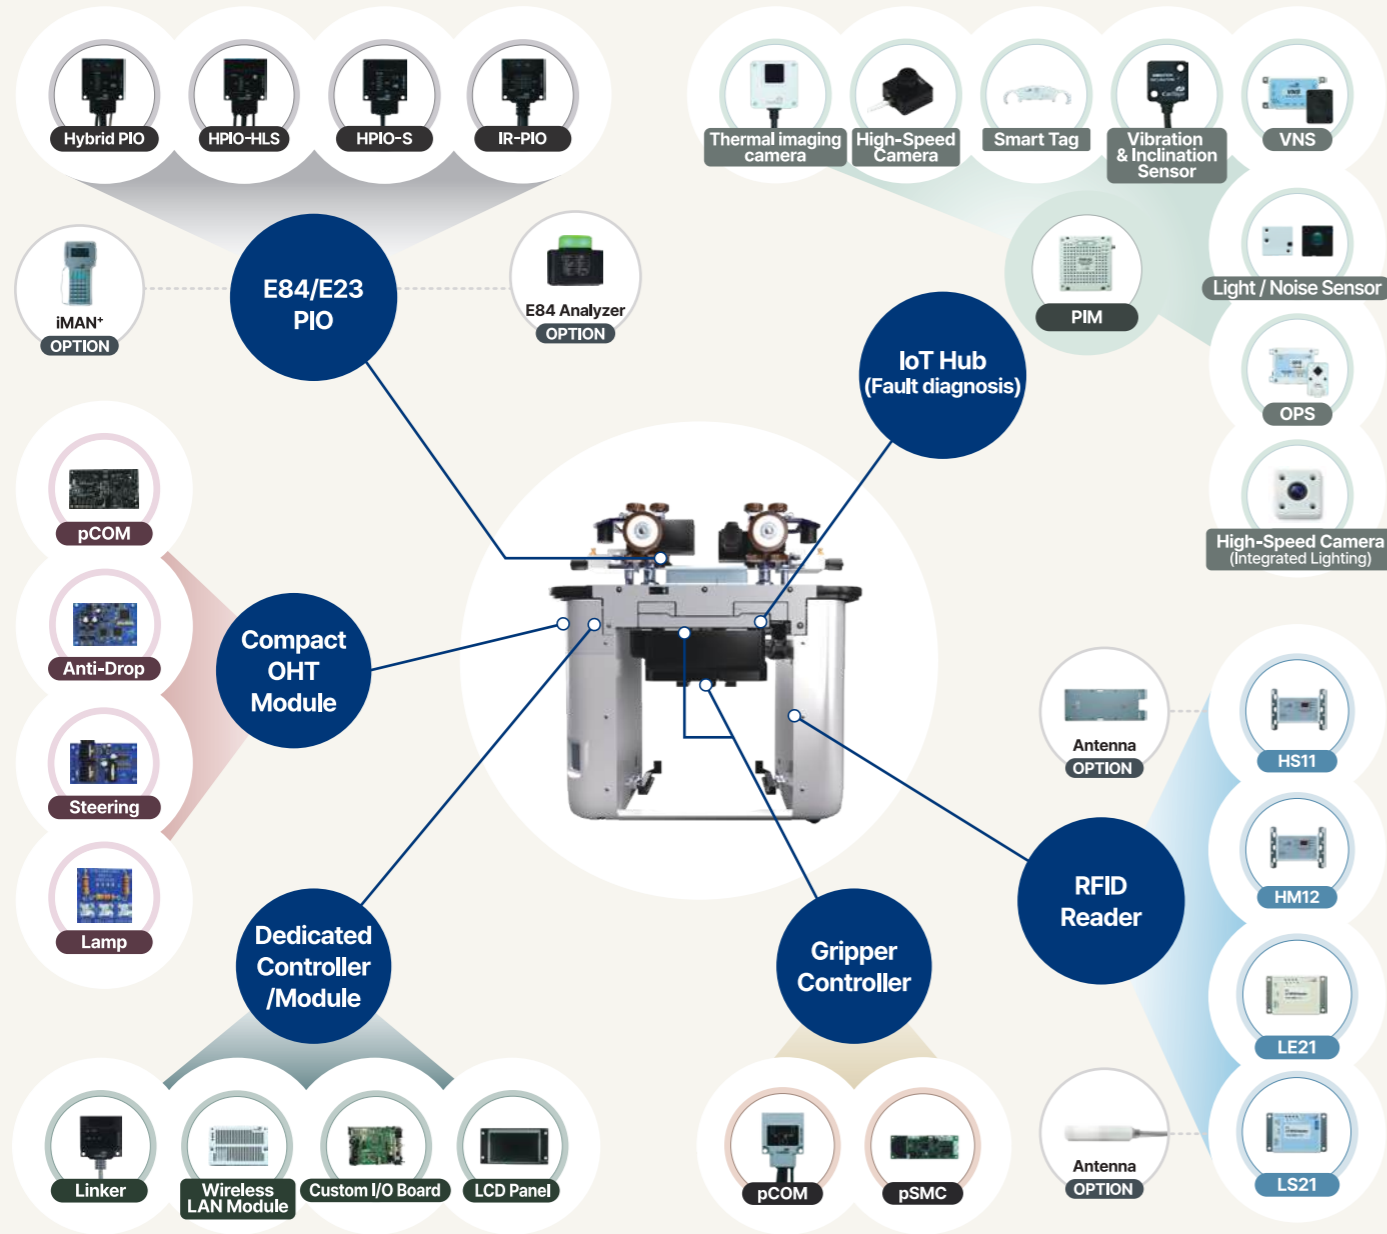 Hybrid PIO
HPIO-HLS
HPIO-S
IR-PIO
Thermal imaging
camera
High-Speed
Camera
Smart Tag
Vibration
& Inclination
Sensor
VNS
iMAN+
OPTION
E84/E23
PIO
E84 Analyzer
OPTION
IoT Hub
(Fault diagnosis)
PIM
Light / Noise Sensor
OPS
High-Speed Camera
(Integrated Lighting)
pCOM
Anti-Drop
Steering
Lamp
Compact
OHT
Module
Antenna
OPTION
HS11
HM12
LE21
LS21
RFID
Reader
Dedicated
Controller
/Module
Gripper
Controller
Linker
Wireless
LAN Module
Custom I/O Board
LCD Panel
pCOM
pSMC
Antenna
OPTION